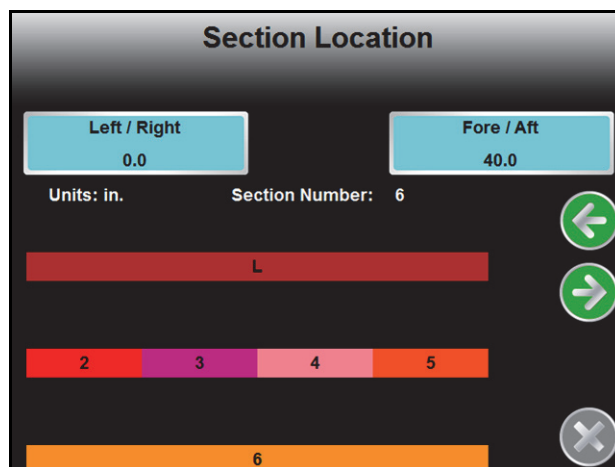 Section Location
Left / Right
0.0
Fore / Aft
40.0
Units: in.
Section Number: 6
L
2 3 4 5
6